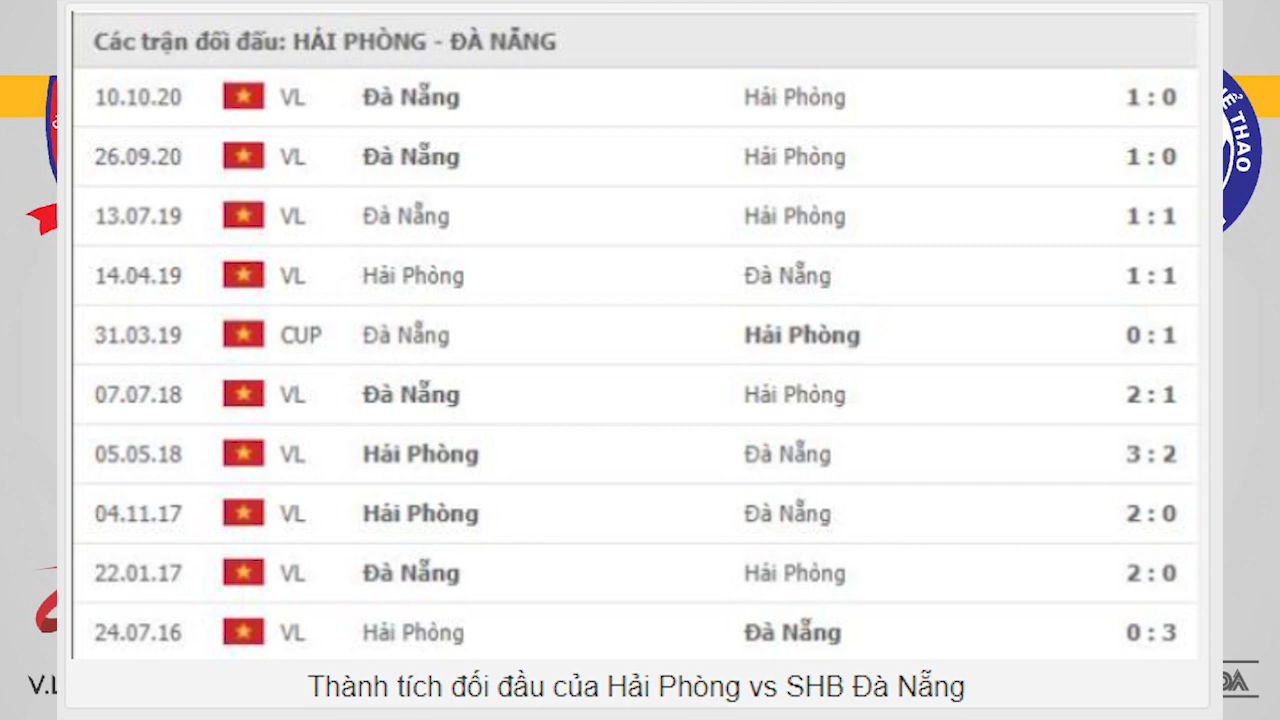 Các trận đối đấu: HẢI PHÒNG - ĐÀ NẴNG
10.10.20 VL Đà Nẵng Hải Phòng 1 : 0
26.09.20 VL Đà Nẵng Hải Phòng 1 : 0
13.07.19 VL Đà Nẵng Hải Phòng 1 : 1
14.04.19 VL Hải Phòng Đà Nẵng 1 : 1
31.03.19 CUP Đà Nẵng Hải Phòng 0 : 1
07.07.18 VL Đà Nẵng Hải Phòng 2 : 1
05.05.18 VL Hải Phòng Đà Nẵng 3 : 2
04.11.17 VL Hải Phòng Đà Nẵng 2 : 0
22.01.17 VL Đà Nẵng Hải Phòng 2 : 0
24.07.16 VL Hải Phòng Đà Nẵng 0 : 3
Thành tích đối đầu của Hải Phòng vs SHB Đà Nẵng
THAO